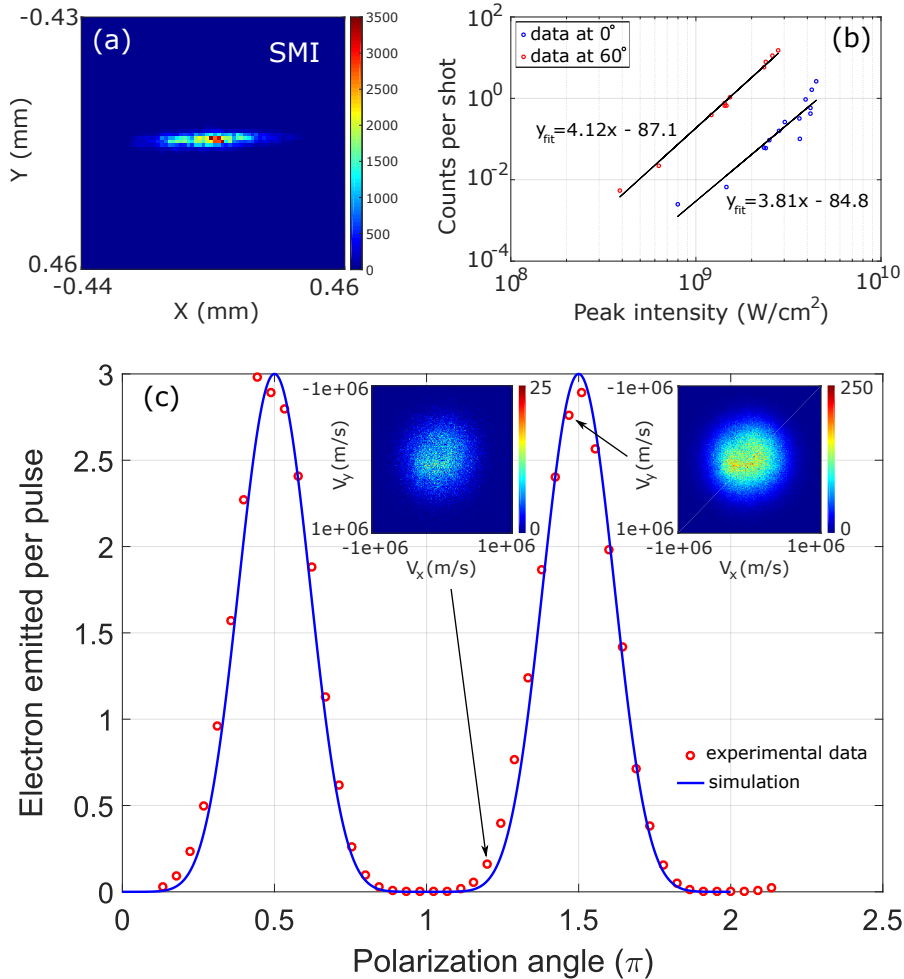 (a)
SMI
-0.43
0.46
-0.44
0.46
Y (mm)
X (mm)
3500
3000
2500
2000
1500
1000
500
0
(b)
data at 0°
data at 60°
y_fit=4.12x - 87.1
y_fit=3.81x - 84.8
10^2
10^0
10^-2
10^-4
10^8
10^9
10^10
Counts per shot
Peak intensity (W/cm^2)
(c)
3
2.5
2
1.5
1
0.5
0
0
0.5
1
1.5
2
2.5
Electron emitted per pulse
Polarization angle (π)
-1e+06
V_y(m/s)
1e+06
-1e+06
1e+06
V_x(m/s)
25
0
-1e+06
V_y(m/s)
1e+06
-1e+06
1e+06
V_x(m/s)
250
0
experimental data
simulation